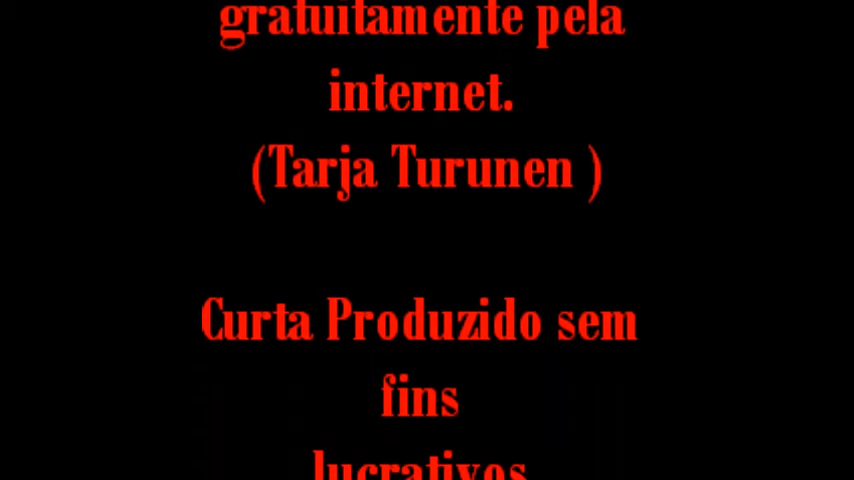 gratuitamente pela
internet.
(Tarja Turunen )
Curta Produzido sem
fins
lucrativos